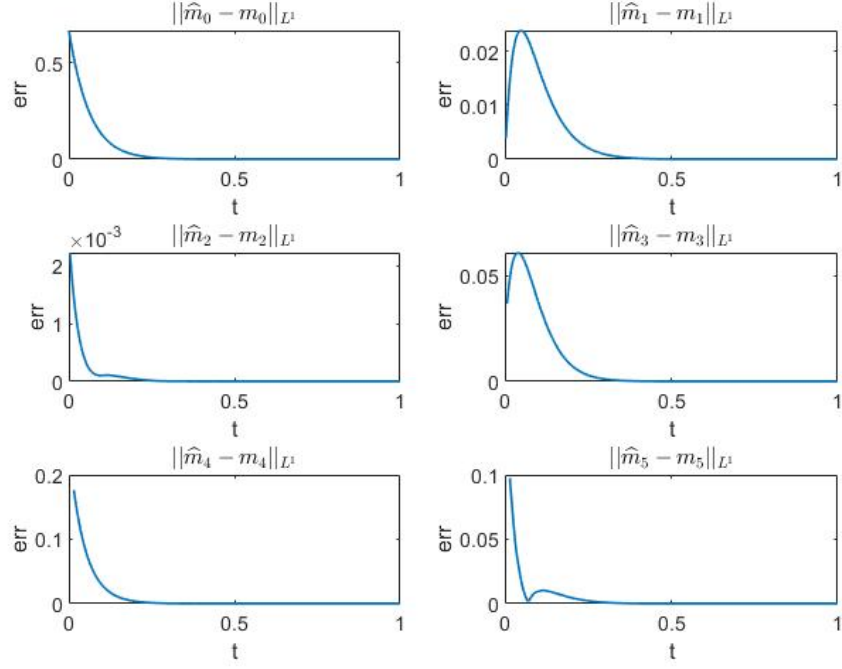 ||m̂₀ − m₀||_{L¹}
err
0.5
0
0 0.5 1
t
||m̂₁ − m₁||_{L¹}
err
0.02
0.01
0
0 0.5 1
t
||m̂₂ − m₂||_{L¹}
×10⁻³
err
2
1
0
0 0.5 1
t
||m̂₃ − m₃||_{L¹}
err
0.05
0
0 0.5 1
t
||m̂₄ − m₄||_{L¹}
err
0.2
0.1
0
0 0.5 1
t
||m̂₅ − m₅||_{L¹}
err
0.1
0.05
0
0 0.5 1
t